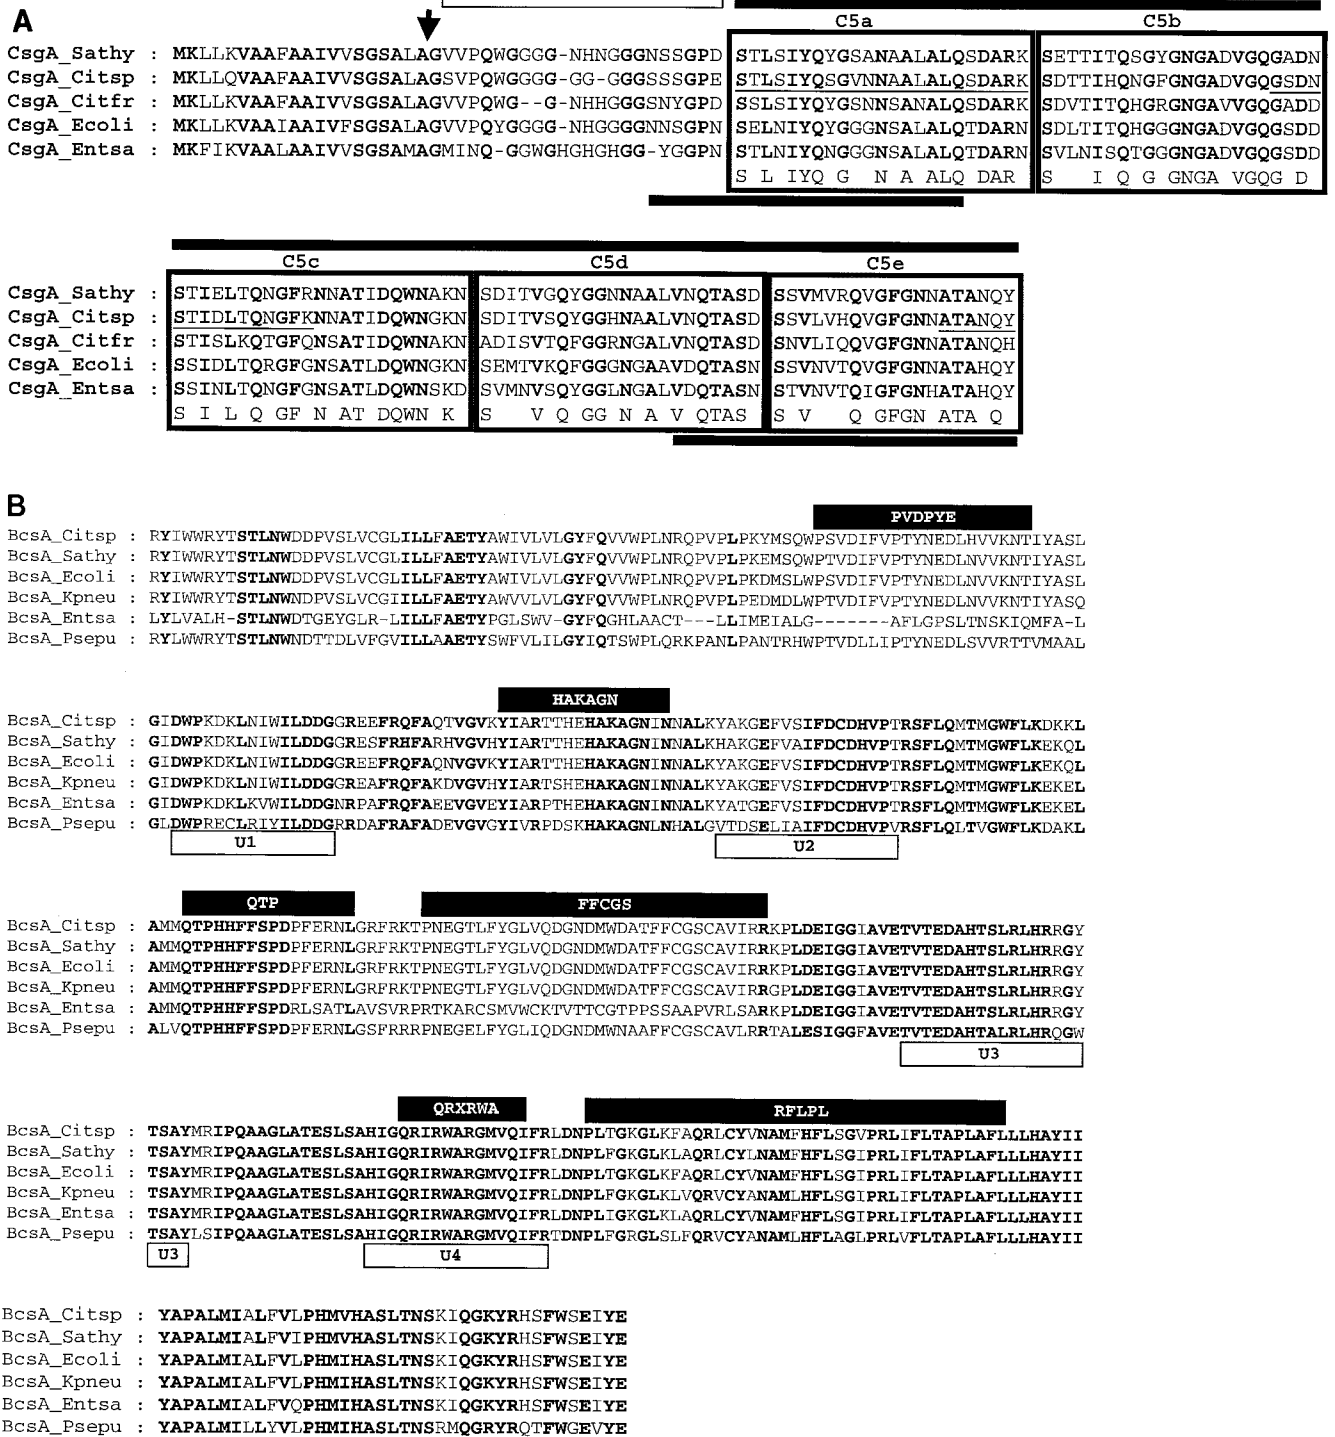 A
C5a C5b
CsgA_Sathy : MKLLKVAAFAAIVVSGSALAGVVPQWGGGG-NHNGGGNSSGPD STLSIYQYGSANAALALQSDARK SETTITQSGYGNGADVGQGADN
CsgA_Citsp : MKLLQVAAFAAIVVSGSALAGSVPQWGGGG-GG-GGGSSSGPE STLSIYQSGVNNAALALQSDARK SDTTIHQNGFGNGADVGQGSDN
CsgA_Citfr : MKLLKVAAFAAIVVSGSALAGVVPQWG--G-NHHGGGSNYGPD SSLSIYQYGSNNSANALQSDARK SDVTITQHGRGNGAVVGQGADD
CsgA_Ecoli : MKLLKVAAIAAIVFSGSALAGVVPQYGGGG-NHGGGGNNSGPN SELNIYQYGGGNSALALQTDARN SDLTITQHGGGNGADVGQGSDD
CsgA_Entsa : MKFIKVAALAAIVVSGSAMAGMINQ-GGWGHGHGHGG-YGGPN STLNIYQNGGGNSALALQTDARN SVLNISQTGGGNGADVGQGSDD
S L IYQ G N A ALQ DAR S I Q G GNGA VGQG D
C5c C5d C5e
CsgA_Sathy : STIELTQNGFRNNATIDQWNAKN SDITVGQYGGNNAALVNQTASD SSVMVRQVGFGNNATANQY
CsgA_Citsp : STIDLTQNGFKNNATIDQWNGKN SDITVSQYGGHNAALVNQTASD SSVLVHQVGFGNNATANQY
CsgA_Citfr : STISLKQTGFQNSATIDQWNAKN ADISVTQFGGRNGALVNQTASD SNVLIQQVGFGNNATANQH
CsgA_Ecoli : SSIDLTQRGFGNSATLDQWNGKN SEMTVKQFGGGNGAAVDQTASN SSVNVTQVGFGNNATAHQY
CsgA_Entsa : SSINLTQNGFGNSATLDQWNSKD SVMNVSQYGGLNGALVDQTASN STVNVTQIGFGNHATAHQY
S I L Q GF N AT DQWN K S V Q GG N A V QTAS S V Q GFGN ATA Q
B
PVDPYE
BcsA_Citsp : RYIWWRYTSTLNWDDPVSLVCGLILLFAETYAWIVLVLGYFQVVWPLNRQPVPLPKYMSQWPSVDIFVPTYNEDLHVVKNTIYASL
BcsA_Sathy : RYIWWRYTSTLNWDDPVSLVCGLILLFAETYAWIVLVLGYFQVVWPLNRQPVPLPKEMSQWPTVDIFVPTYNEDLNVVKNTIYASL
BcsA_Ecoli : RYIWWRYTSTLNWDDPVSLVCGLILLFAETYAWIVLVLGYFQVVWPLNRQPVPLPKDMSLWPSVDIFVPTYNEDLNVVKNTIYASL
BcsA_Kpneu : RYIWWRYTSTLNWNDPVSLVCGIILLFAETYAWVVLVLGYFQVVWPLNRQPVPLPEDMDLWPTVDIFVPTYNEDLNVVKNTIYASQ
BcsA_Entsa : LYLVALH-STLNWDTGEYGLR-LILLFAETYPGLSWV-GYFQGHLAACT---LLIMEIALG-------AFLGPSLTNSKIQMFA-L
BcsA_Psepu : RYLWWRYTSTLNWNDTTDLVFGVILLAAETYSWFVLILGYIQTSWPLQRKPANLPANTRHWPTVDLLIPTYNEDLSVVRTTVMAAL
HAKAGN
BcsA_Citsp : GIDWPKDKLNIWILDDGGREEFRQFAQTVGVKYIARTTHEHAKAGNINNALKYAKGEFVSIFDCDHVPTRSFLQMTMGWFLKDKKL
BcsA_Sathy : GIDWPKDKLNIWILDDGGRESFRHFARHVGVHYIARTTHEHAKAGNINNALKHAKGEFVAIFDCDHVPTRSFLQMTMGWFLKEKQL
BcsA_Ecoli : GIDWPKDKLNIWILDDGGREEFRQFAQNVGVKYIARTTHEHAKAGNINNALKYAKGEFVSIFDCDHVPTRSFLQMTMGWFLKEKQL
BcsA_Kpneu : GIDWPKDKLNIWILDDGGREAFRQFAKDVGVHYIARTSHEHAKAGNINNALKYAKGEFVSIFDCDHVPTRSFLQMTMGWFLKEKEL
BcsA_Entsa : GIDWPKDKLKVWILDDGNRPAFRQFAEEVGVEYIARPTHEHAKAGNINNALKYATGEFVSIFDCDHVPTRSFLQMTMGWFLKEKEL
BcsA_Psepu : GLDWPRECLRIYILDDGRRDAFRAFADEVGVGYIVRPDSKHAKAGNLNHALGVTDSELIAIFDCDHVPVRSFLQLTVGWFLKDAKL
U1 U2
QTP FFCGS
BcsA_Citsp : AMMQTPHHFFSPDPFERNLGRFRKTPNEGTLFYGLVQDGNDMWDATFFCGSCAVIRRKPLDEIGGIAVETVTEDAHTSLRLHRRGY
BcsA_Sathy : AMMQTPHHFFSPDPFERNLGRFRKTPNEGTLFYGLVQDGNDMWDATFFCGSCAVIRRKPLDEIGGIAVETVTEDAHTSLRLHRRGY
BcsA_Ecoli : AMMQTPHHFFSPDPFERNLGRFRKTPNEGTLFYGLVQDGNDMWDATFFCGSCAVIRRKPLDEIGGIAVETVTEDAHTSLRLHRRGY
BcsA_Kpneu : AMMQTPHHFFSPDPFERNLGRFRKTPNEGTLFYGLVQDGNDMWDATFFCGSCAVIRRGPLDEIGGIAVETVTEDAHTSLRLHRRGY
BcsA_Entsa : AMMQTPHHFFSPDRLSATLAVSVRPRTKARCSMVWCKTVTTCGTPPSSAAPVRLSARKPLDEIGGIAVETVTEDAHTSLRLHRRGY
BcsA_Psepu : ALVQTPHHFFSPDPFERNLGSFRRRPNEGELFYGLIQDGNDMWNAAFFCGSCAVLRRTALESIGGFAVETVTEDAHTALRLHRQGW
U3
QRXRWA RFLPL
BcsA_Citsp : TSAYMRIPQAAGLATESLSAHIGQRIRWARGMVQIFRLDNPLTGKGLKFAQRLCYVNAMFHFLSGVPRLIFLTAPLAFLLLHAYII
BcsA_Sathy : TSAYMRIPQAAGLATESLSAHIGQRIRWARGMVQIFRLDNPLFGKGLKLAQRLCYLNAMFHFLSGIPRLIFLTAPLAFLLLHAYII
BcsA_Ecoli : TSAYMRIPQAAGLATESLSAHIGQRIRWARGMVQIFRLDNPLTGKGLKFAQRLCYVNAMFHFLSGIPRLIFLTAPLAFLLLHAYII
BcsA_Kpneu : TSAYMRIPQAAGLATESLSAHIGQRIRWARGMVQIFRLDNPLFGKGLKLVQRVCYANAMLHFLSGIPRLIFLTAPLAFLLLHAYII
BcsA_Entsa : TSAYMRIPQAAGLATESLSAHIGQRIRWARGMVQIFRLDNPLIGKGLKLAQRLCYVNAMFHFLSGIPRLIFLTAPLAFLLLHAYII
BcsA_Psepu : TSAYLSIPQAAGLATESLSAHIGQRIRWARGMVQIFRTDNPLFGRGLSLFQRVCYANAMLHFLAGLPRLVFLTAPLAFLLLHAYII
U3 U4
BcsA_Citsp : YAPALMIALFVLPHMVHASLTNSKIQGKYRHSFWSEIYE
BcsA_Sathy : YAPALMIALFVIPHMVHASLTNSKIQGKYRHSFWSEIYE
BcsA_Ecoli : YAPALMIALFVLPHMIHASLTNSKIQGKYRHSFWSEIYE
BcsA_Kpneu : YAPALMIALFVLPHMIHASLTNSKIQGKYRHSFWSEIYE
BcsA_Entsa : YAPALMIALFVQPHMIHASLTNSKIQGKYRHSFWSEIYE
BcsA_Psepu : YAPALMILLYVLPHMIHASLTNSRMQGRYRQTFWGEVYE